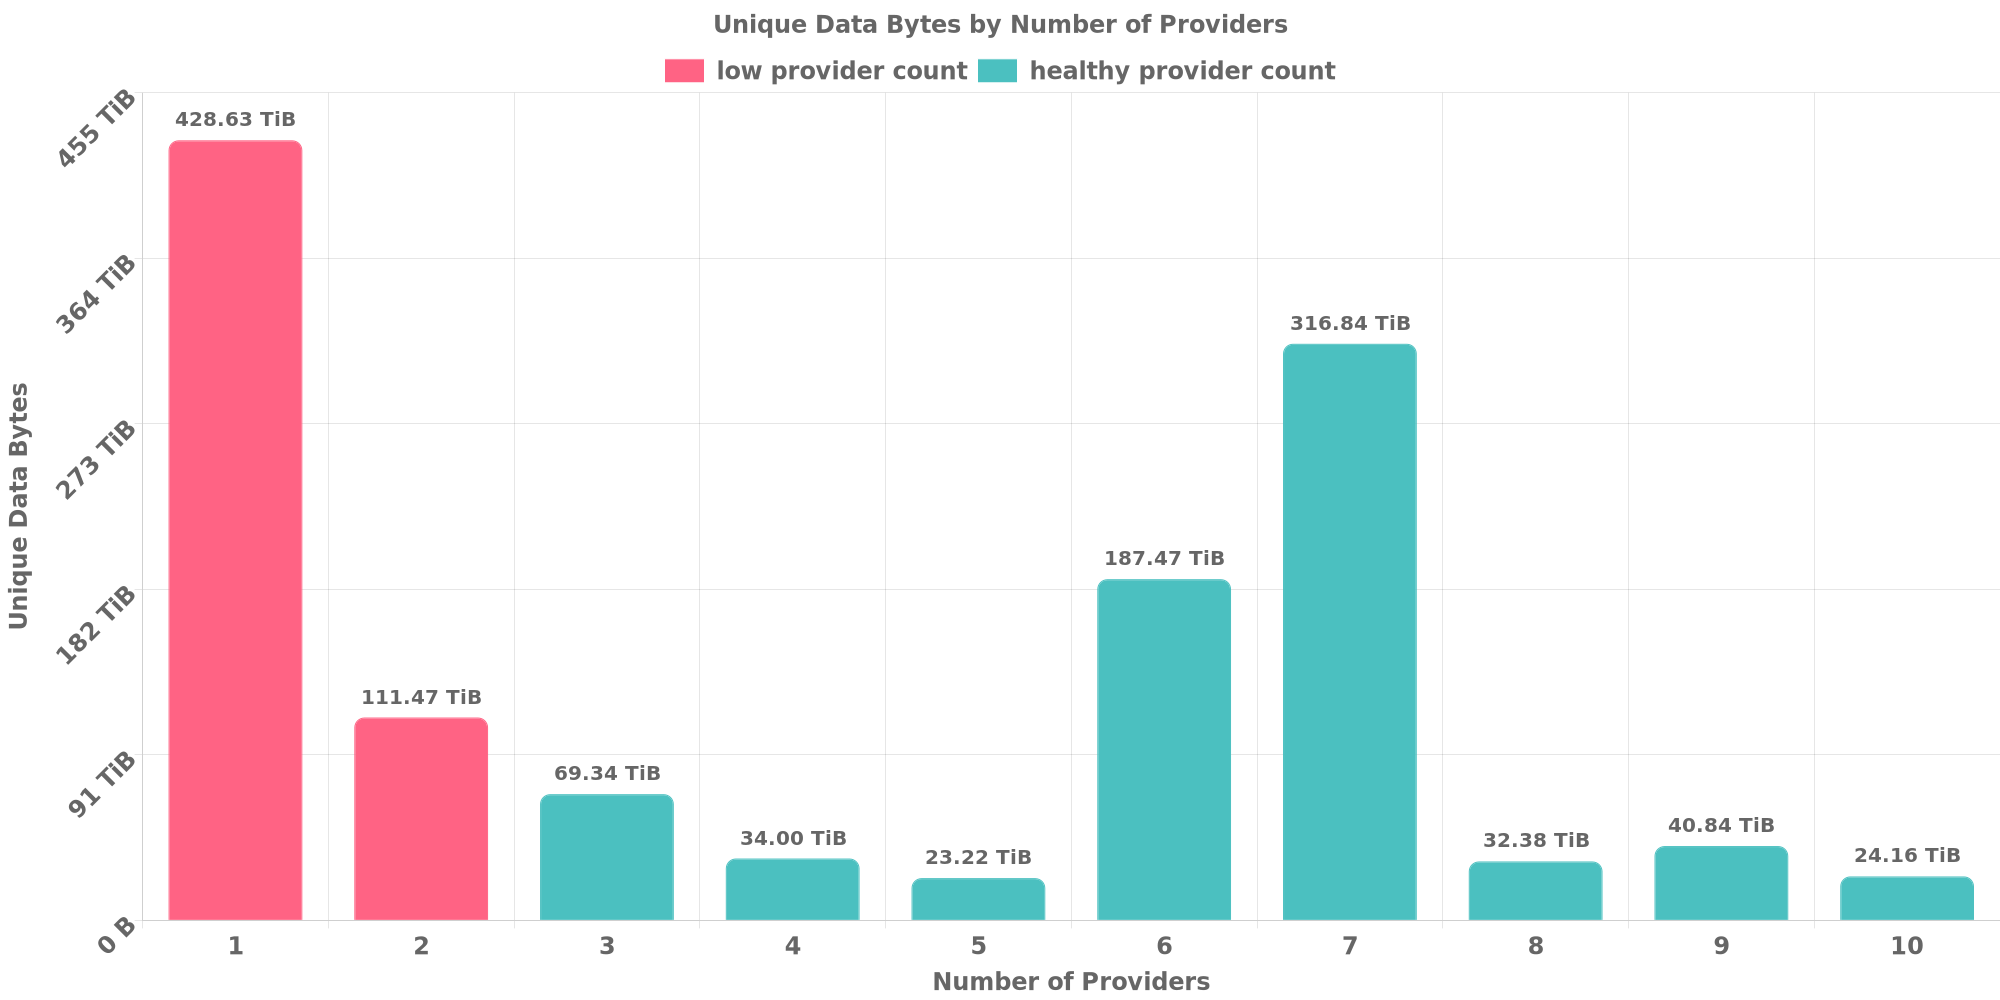 Unique Data Bytes by Number of Providers
low provider count
healthy provider count
455 TiB
364 TiB
273 TiB
182 TiB
91 TiB
0 B
Unique Data Bytes
428.63 TiB
111.47 TiB
69.34 TiB
34.00 TiB
23.22 TiB
187.47 TiB
316.84 TiB
32.38 TiB
40.84 TiB
24.16 TiB
1
2
3
4
5
6
7
8
9
10
Number of Providers